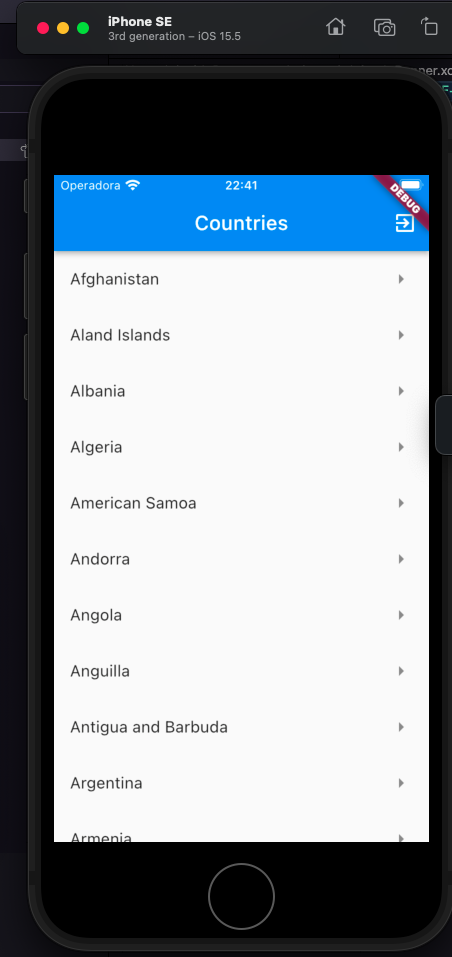 iPhone SE
3rd generation – iOS 15.5
Operadora
22:41
DEBUG
Countries
Afghanistan
Aland Islands
Albania
Algeria
American Samoa
Andorra
Angola
Anguilla
Antigua and Barbuda
Argentina
Armenia